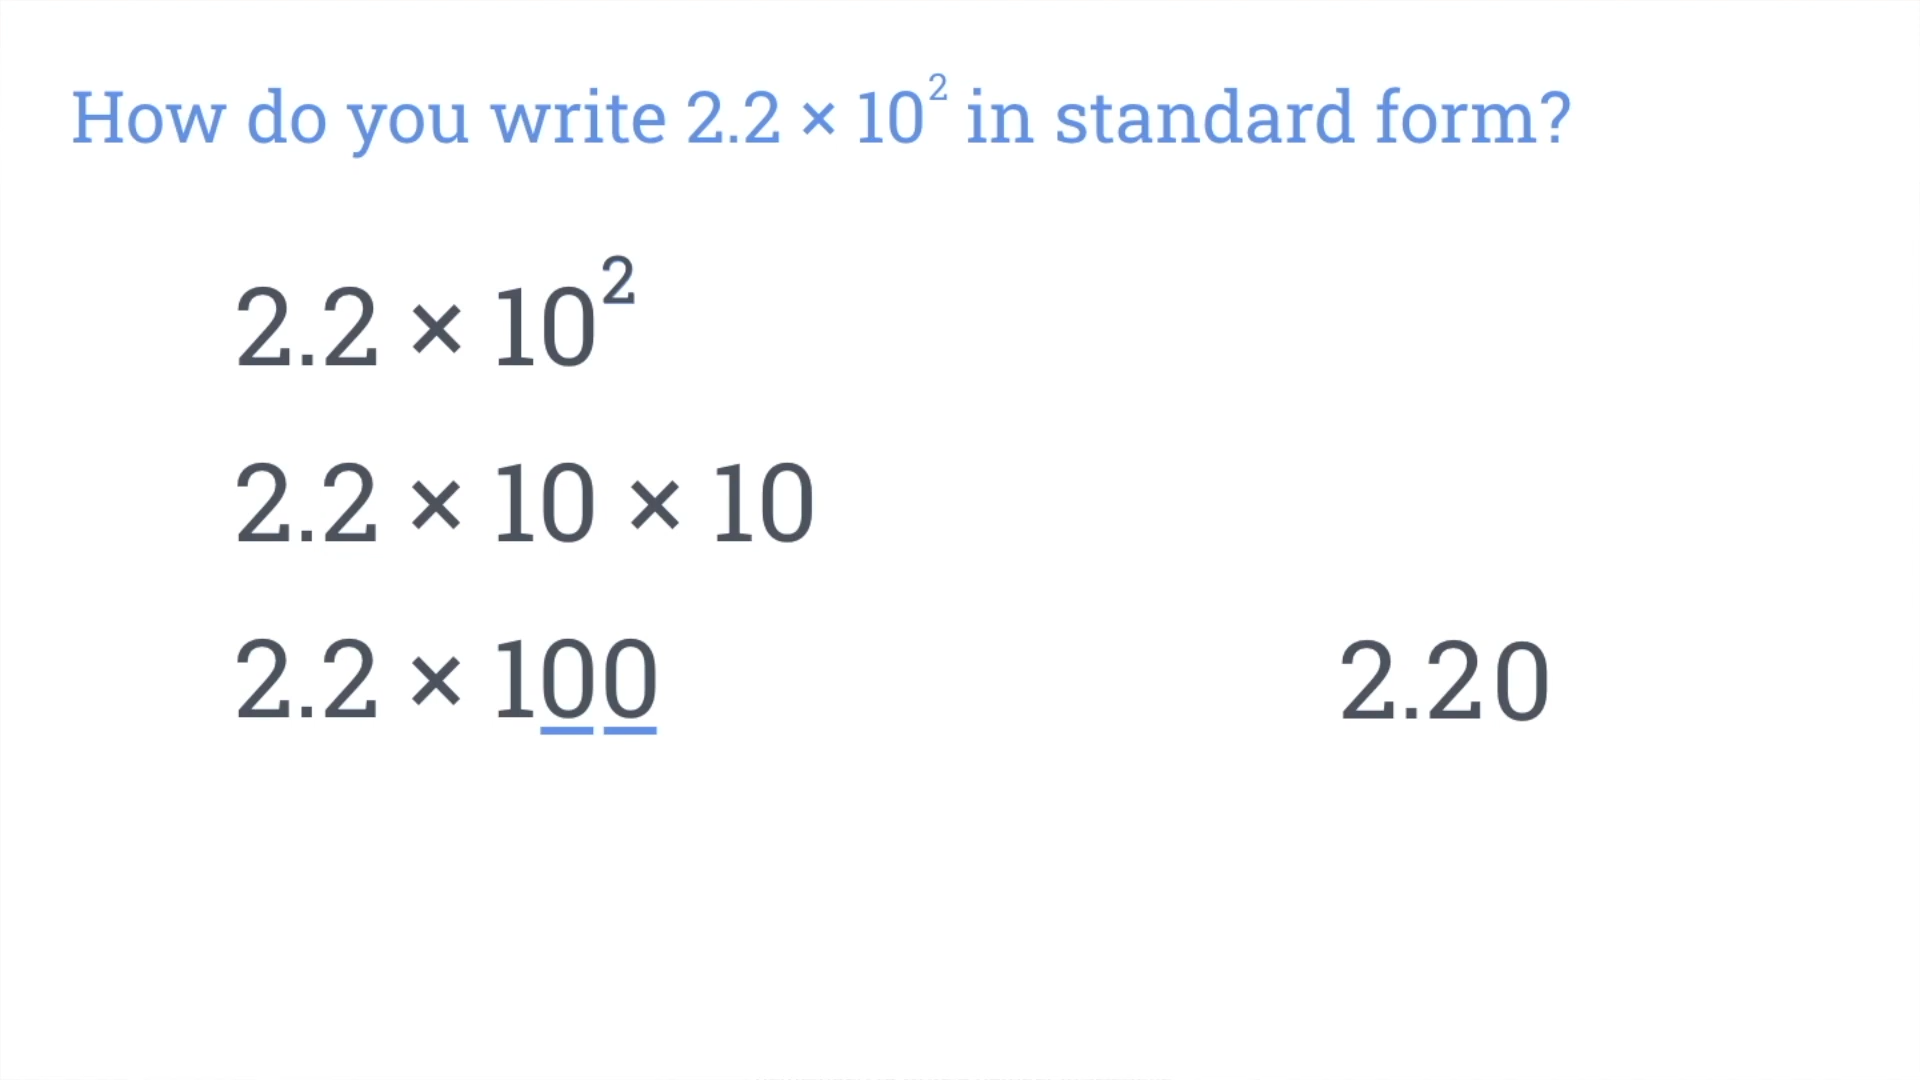 How do you write 2.2 × 10² in standard form?
2.2 × 10²
2.2 × 10 × 10
2.2 × 100
2.20